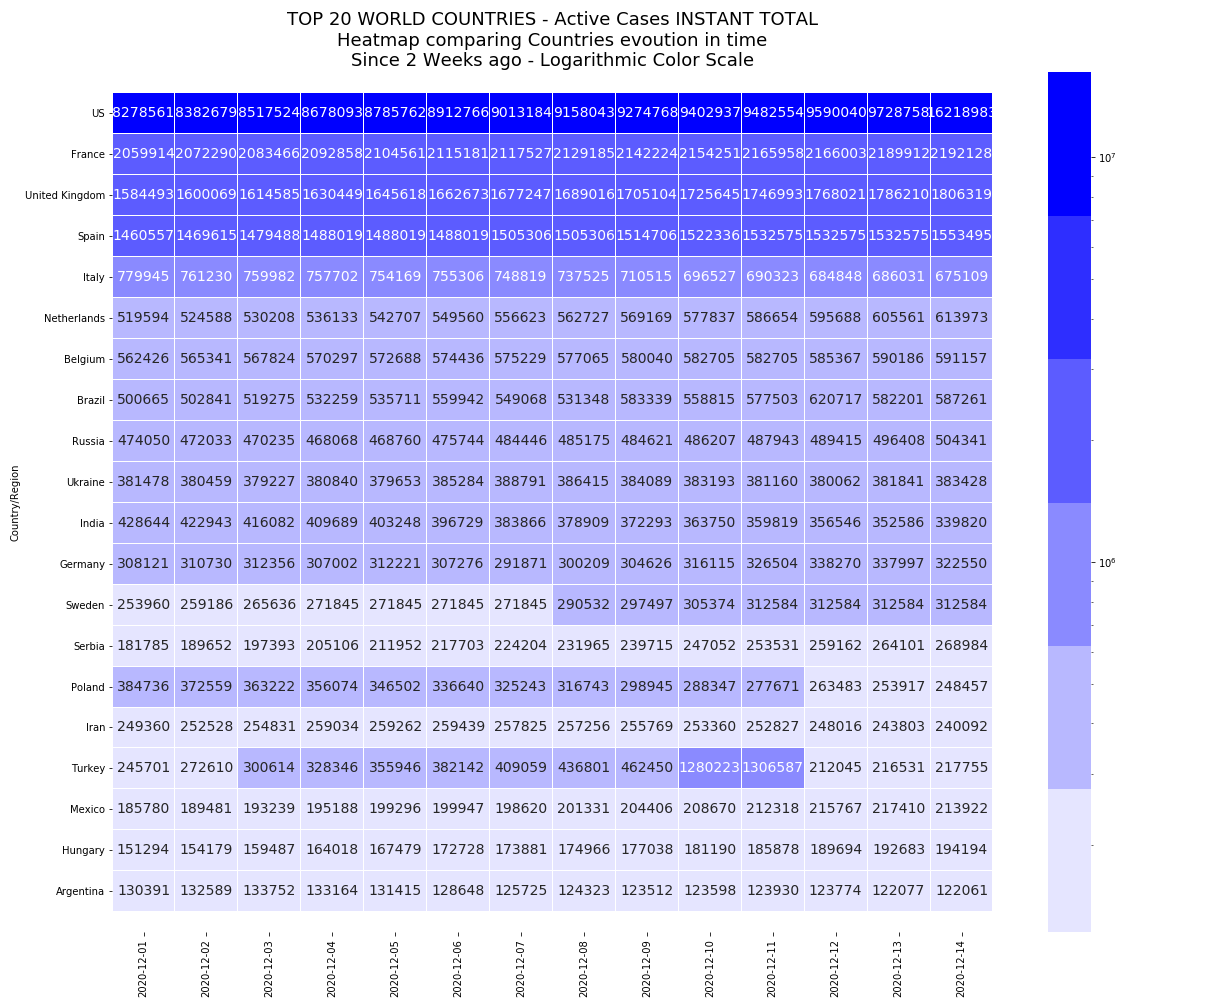 TOP 20 WORLD COUNTRIES - Active Cases INSTANT TOTAL
Heatmap comparing Countries evoution in time
Since 2 Weeks ago - Logarithmic Color Scale
Country/Region
US 8278561 8382679 8517524 8678093 8785762 8912766 9013184 9158043 9274768 9402937 9482554 9590040 9728758 16218983
France 2059914 2072290 2083466 2092858 2104561 2115181 2117527 2129185 2142224 2154251 2165958 2166003 2189912 2192128
United Kingdom 1584493 1600069 1614585 1630449 1645618 1662673 1677247 1689016 1705104 1725645 1746993 1768021 1786210 1806319
Spain 1460557 1469615 1479488 1488019 1488019 1488019 1505306 1505306 1514706 1522336 1532575 1532575 1532575 1553495
Italy 779945 761230 759982 757702 754169 755306 748819 737525 710515 696527 690323 684848 686031 675109
Netherlands 519594 524588 530208 536133 542707 549560 556623 562727 569169 577837 586654 595688 605561 613973
Belgium 562426 565341 567824 570297 572688 574436 575229 577065 580040 582705 582705 585367 590186 591157
Brazil 500665 502841 519275 532259 535711 559942 549068 531348 583339 558815 577503 620717 582201 587261
Russia 474050 472033 470235 468068 468760 475744 484446 485175 484621 486207 487943 489415 496408 504341
Ukraine 381478 380459 379227 380840 379653 385284 388791 386415 384089 383193 381160 380062 381841 383428
India 428644 422943 416082 409689 403248 396729 383866 378909 372293 363750 359819 356546 352586 339820
Germany 308121 310730 312356 307002 312221 307276 291871 300209 304626 316115 326504 338270 337997 322550
Sweden 253960 259186 265636 271845 271845 271845 271845 290532 297497 305374 312584 312584 312584 312584
Serbia 181785 189652 197393 205106 211952 217703 224204 231965 239715 247052 253531 259162 264101 268984
Poland 384736 372559 363222 356074 346502 336640 325243 316743 298945 288347 277671 263483 253917 248457
Iran 249360 252528 254831 259034 259262 259439 257825 257256 255769 253360 252827 248016 243803 240092
Turkey 245701 272610 300614 328346 355946 382142 409059 436801 462450 1280223 1306587 212045 216531 217755
Mexico 185780 189481 193239 195188 199296 199947 198620 201331 204406 208670 212318 215767 217410 213922
Hungary 151294 154179 159487 164018 167479 172728 173881 174966 177038 181190 185878 189694 192683 194194
Argentina 130391 132589 133752 133164 131415 128648 125725 124323 123512 123598 123930 123774 122077 122061
2020-12-01 2020-12-02 2020-12-03 2020-12-04 2020-12-05 2020-12-06 2020-12-07 2020-12-08 2020-12-09 2020-12-10 2020-12-11 2020-12-12 2020-12-13 2020-12-14
10⁷
10⁶